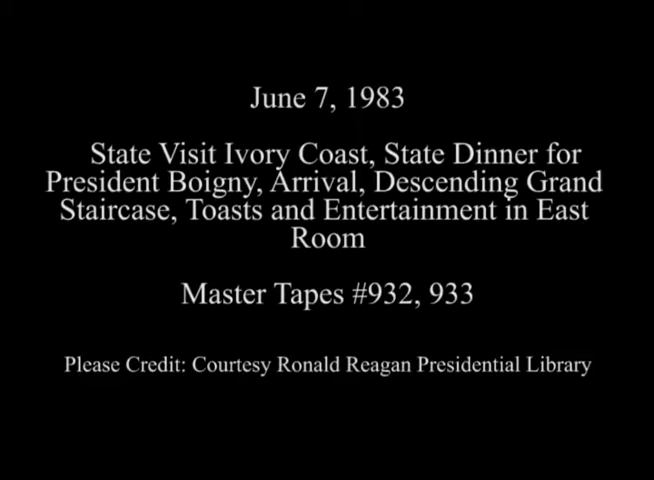 June 7, 1983
State Visit Ivory Coast, State Dinner for
President Boigny, Arrival, Descending Grand
Staircase, Toasts and Entertainment in East
Room
Master Tapes #932, 933
Please Credit: Courtesy Ronald Reagan Presidential Library